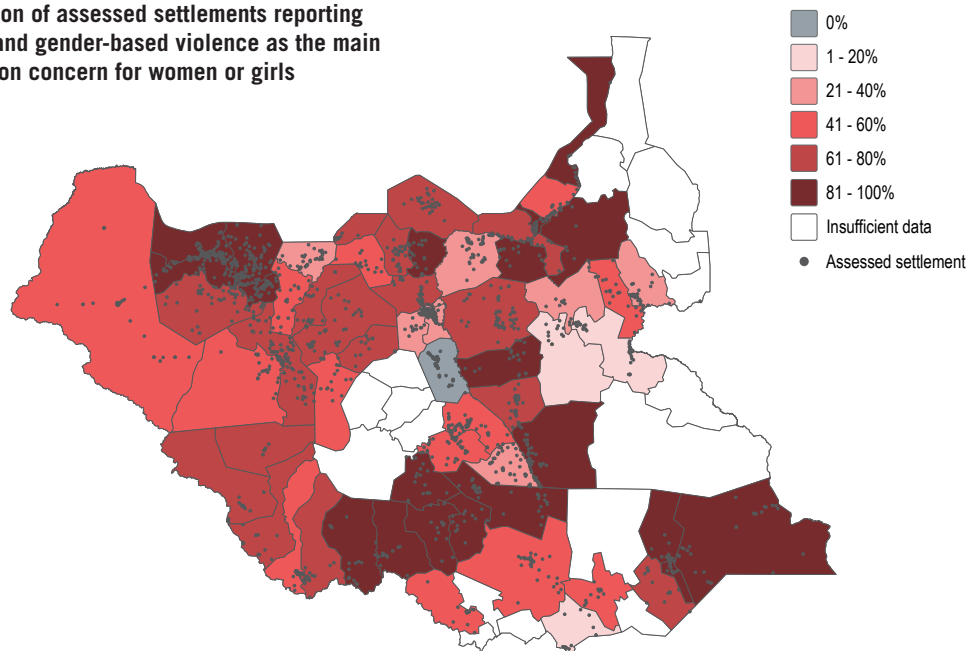 on of assessed settlements reporting
and gender-based violence as the main
on concern for women or girls
0%
1 - 20%
21 - 40%
41 - 60%
61 - 80%
81 - 100%
Insufficient data
Assessed settlement